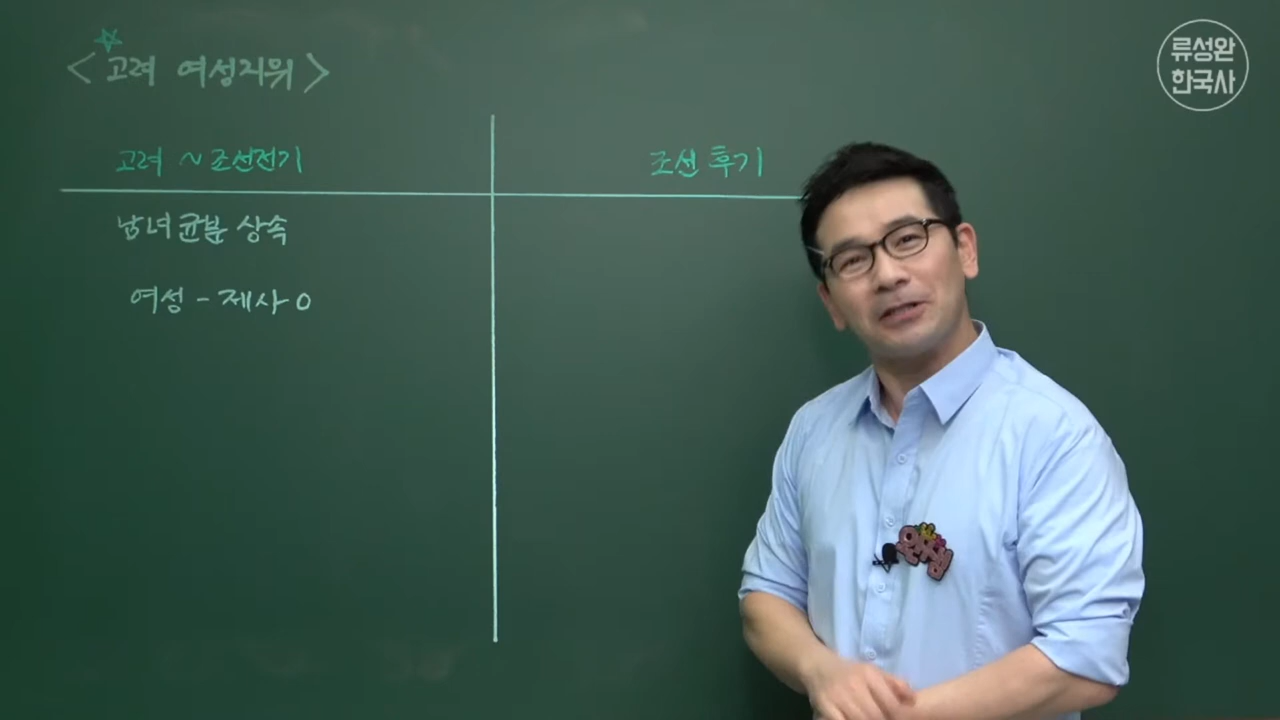 <고려 여성지위>
고려 ~조선전기
조선 후기
남녀 균분 상속
여성 - 제사 O
류성완
한국사